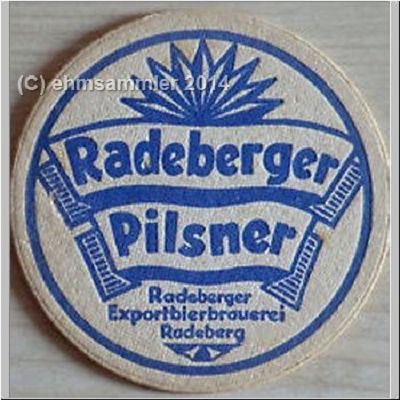 (C) ehmsammler 2014
Radeberger
Pilsner
Radeberger
Exportbierbrauerei
Radeberg